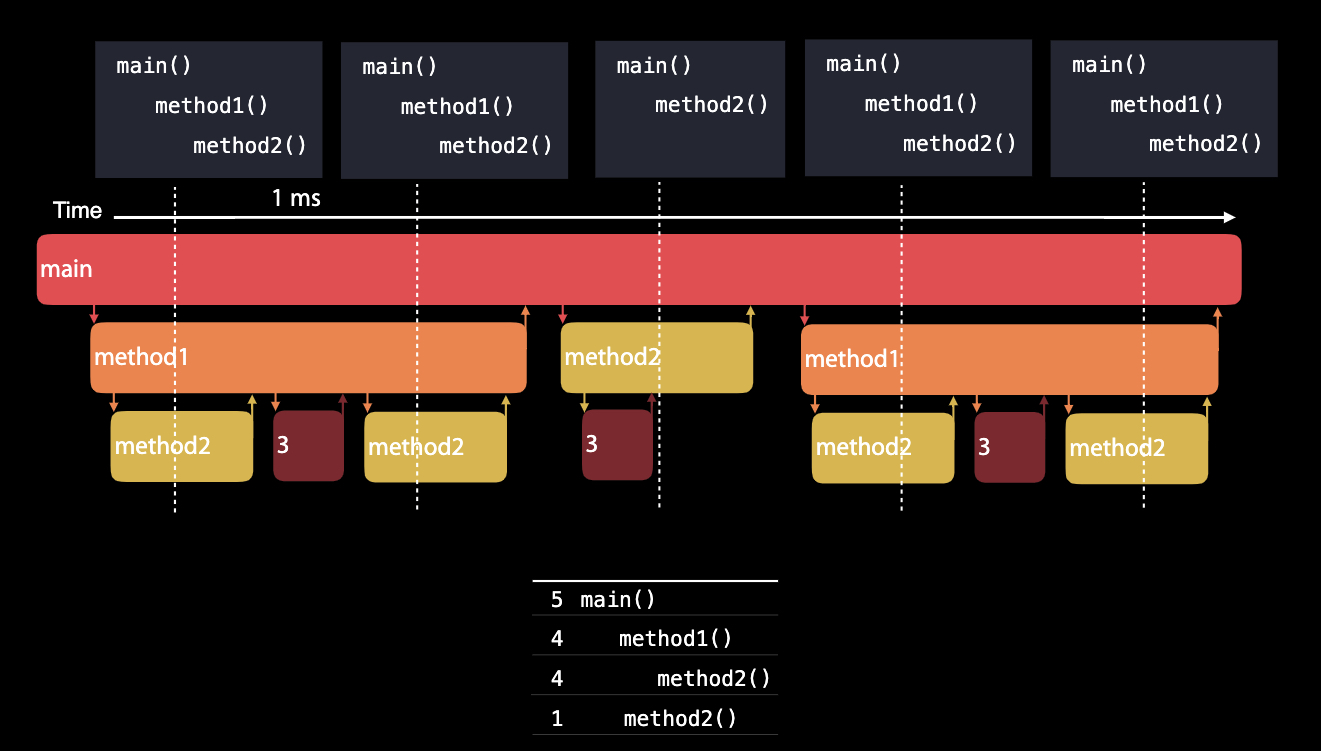 main()
method1()
method2()
main()
method1()
method2()
main()
method2()
main()
method1()
method2()
main()
method1()
method2()
1 ms
Time
main
method1
method2
method1
method2
3
method2
3
method2
3
method2
5 main()
4 method1()
4 method2()
1 method2()